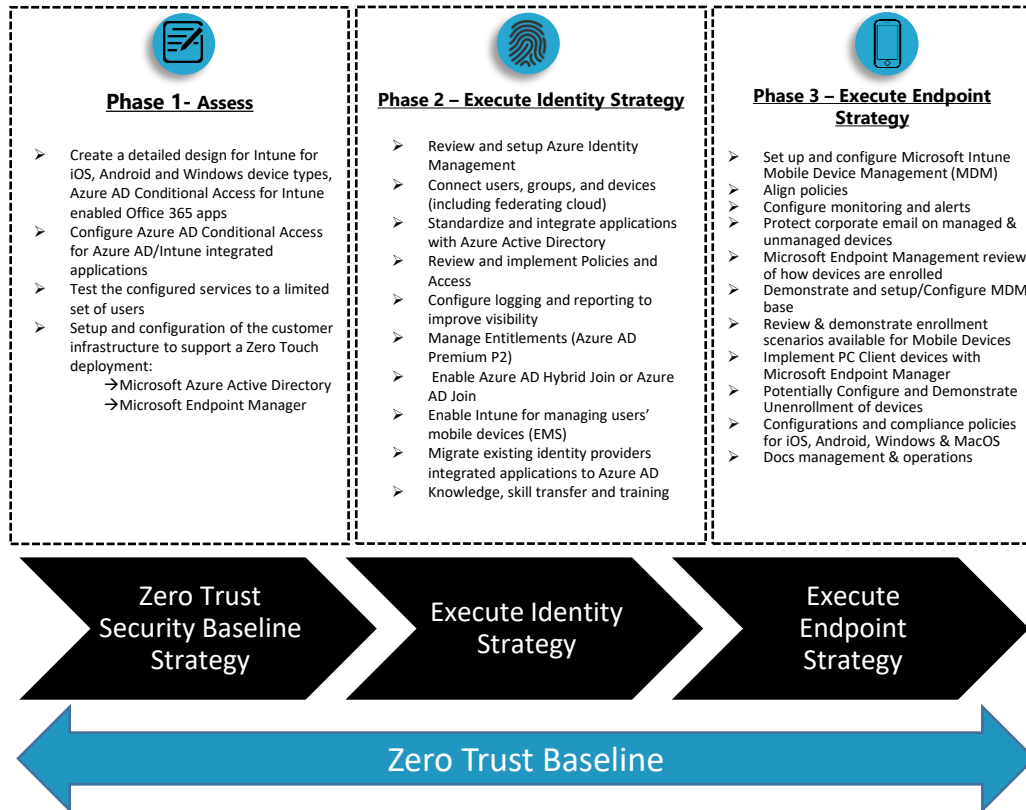 Phase 1- Assess
➢ Create a detailed design for Intune for
iOS, Android and Windows device types,
Azure AD Conditional Access for Intune
enabled Office 365 apps
➢ Configure Azure AD Conditional Access
for Azure AD/Intune integrated
applications
➢ Test the configured services to a limited
set of users
➢ Setup and configuration of the customer
infrastructure to support a Zero Touch
deployment:
→Microsoft Azure Active Directory
→Microsoft Endpoint Manager
Phase 2 – Execute Identity Strategy
➢ Review and setup Azure Identity
Management
➢ Connect users, groups, and devices
(including federating cloud)
➢ Standardize and integrate applications
with Azure Active Directory
➢ Review and implement Policies and
Access
➢ Configure logging and reporting to
improve visibility
➢ Manage Entitlements (Azure AD
Premium P2)
➢ Enable Azure AD Hybrid Join or Azure
AD Join
➢ Enable Intune for managing users’
mobile devices (EMS)
➢ Migrate existing identity providers
integrated applications to Azure AD
➢ Knowledge, skill transfer and training
Phase 3 – Execute Endpoint
Strategy
➢ Set up and configure Microsoft Intune
Mobile Device Management (MDM)
➢ Align policies
➢ Configure monitoring and alerts
➢ Protect corporate email on managed &
unmanaged devices
➢ Microsoft Endpoint Management review
of how devices are enrolled
➢ Demonstrate and setup/Configure MDM
base
➢ Review & demonstrate enrollment
scenarios available for Mobile Devices
➢ Implement PC Client devices with
Microsoft Endpoint Manager
➢ Potentially Configure and Demonstrate
Unenrollment of devices
➢ Configurations and compliance policies
for iOS, Android, Windows & MacOS
➢ Docs management & operations
Zero Trust
Security Baseline
Strategy
Execute Identity
Strategy
Execute
Endpoint
Strategy
Zero Trust Baseline